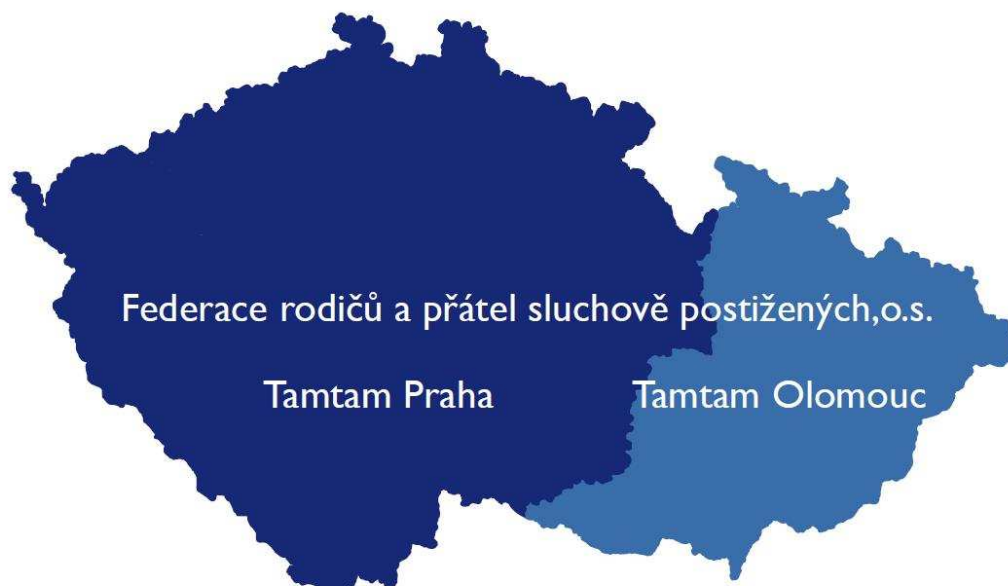 Federace rodičů a přátel sluchově postižených,o.s.
Tamtam Praha
Tamtam Olomouc